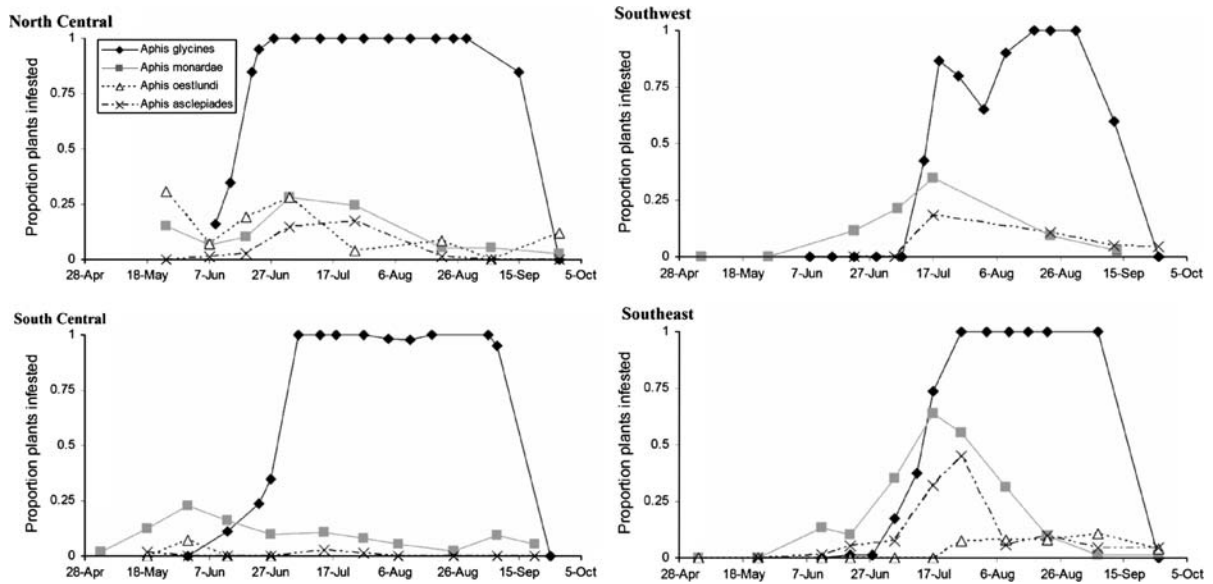 North Central
1
Aphis glycines
Aphis monardae
Aphis oestlundi
Aphis asclepiades
0.75
0.5
0.25
0
Proportion plants infested
28-Apr 18-May 7-Jun 27-Jun 17-Jul 6-Aug 26-Aug 15-Sep 5-Oct
Southwest
1
0.75
0.5
0.25
0
Proportion plants infested
28-Apr 18-May 7-Jun 27-Jun 17-Jul 6-Aug 26-Aug 15-Sep 5-Oct
South Central
1
0.75
0.5
0.25
0
Proportion plants infested
28-Apr 18-May 7-Jun 27-Jun 17-Jul 6-Aug 26-Aug 15-Sep 5-Oct
Southeast
1
0.75
0.5
0.25
0
Proportion plants infested
28-Apr 18-May 7-Jun 27-Jun 17-Jul 6-Aug 26-Aug 15-Sep 5-Oct